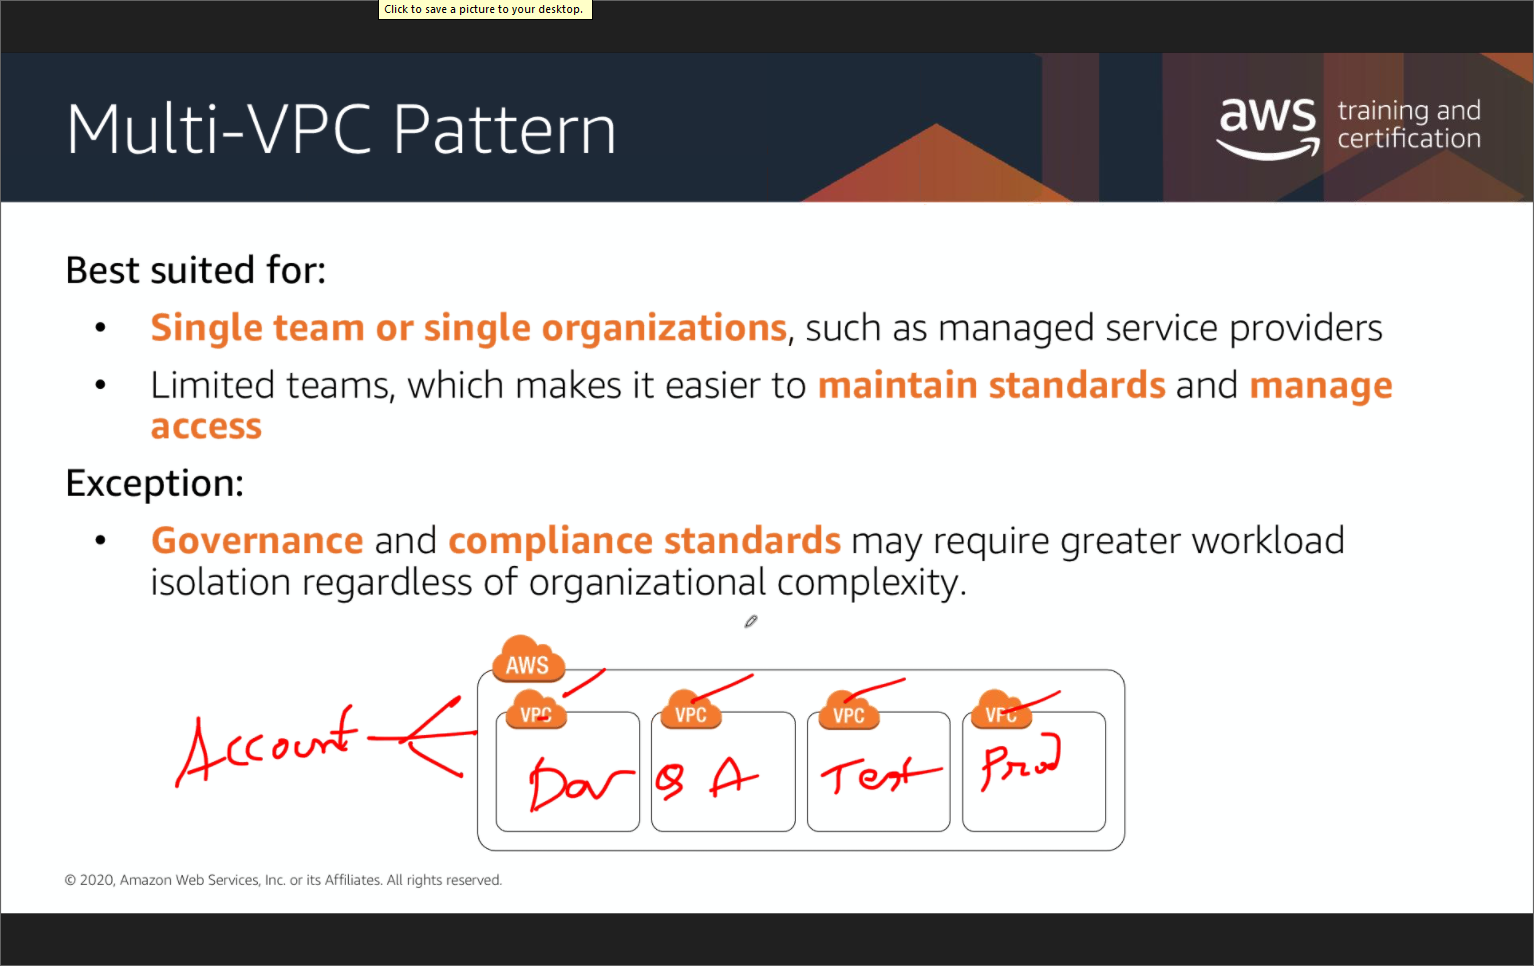 Click to save a picture to your desktop.
Multi-VPC Pattern
aws training and
certification
Best suited for:
• Single team or single organizations, such as managed service providers
• Limited teams, which makes it easier to maintain standards and manage
access
Exception:
• Governance and compliance standards may require greater workload
isolation regardless of organizational complexity.
AWS
VPC VPC VPC VPC
Account
Dev QA Test Prod
© 2020, Amazon Web Services, Inc. or its Affiliates. All rights reserved.